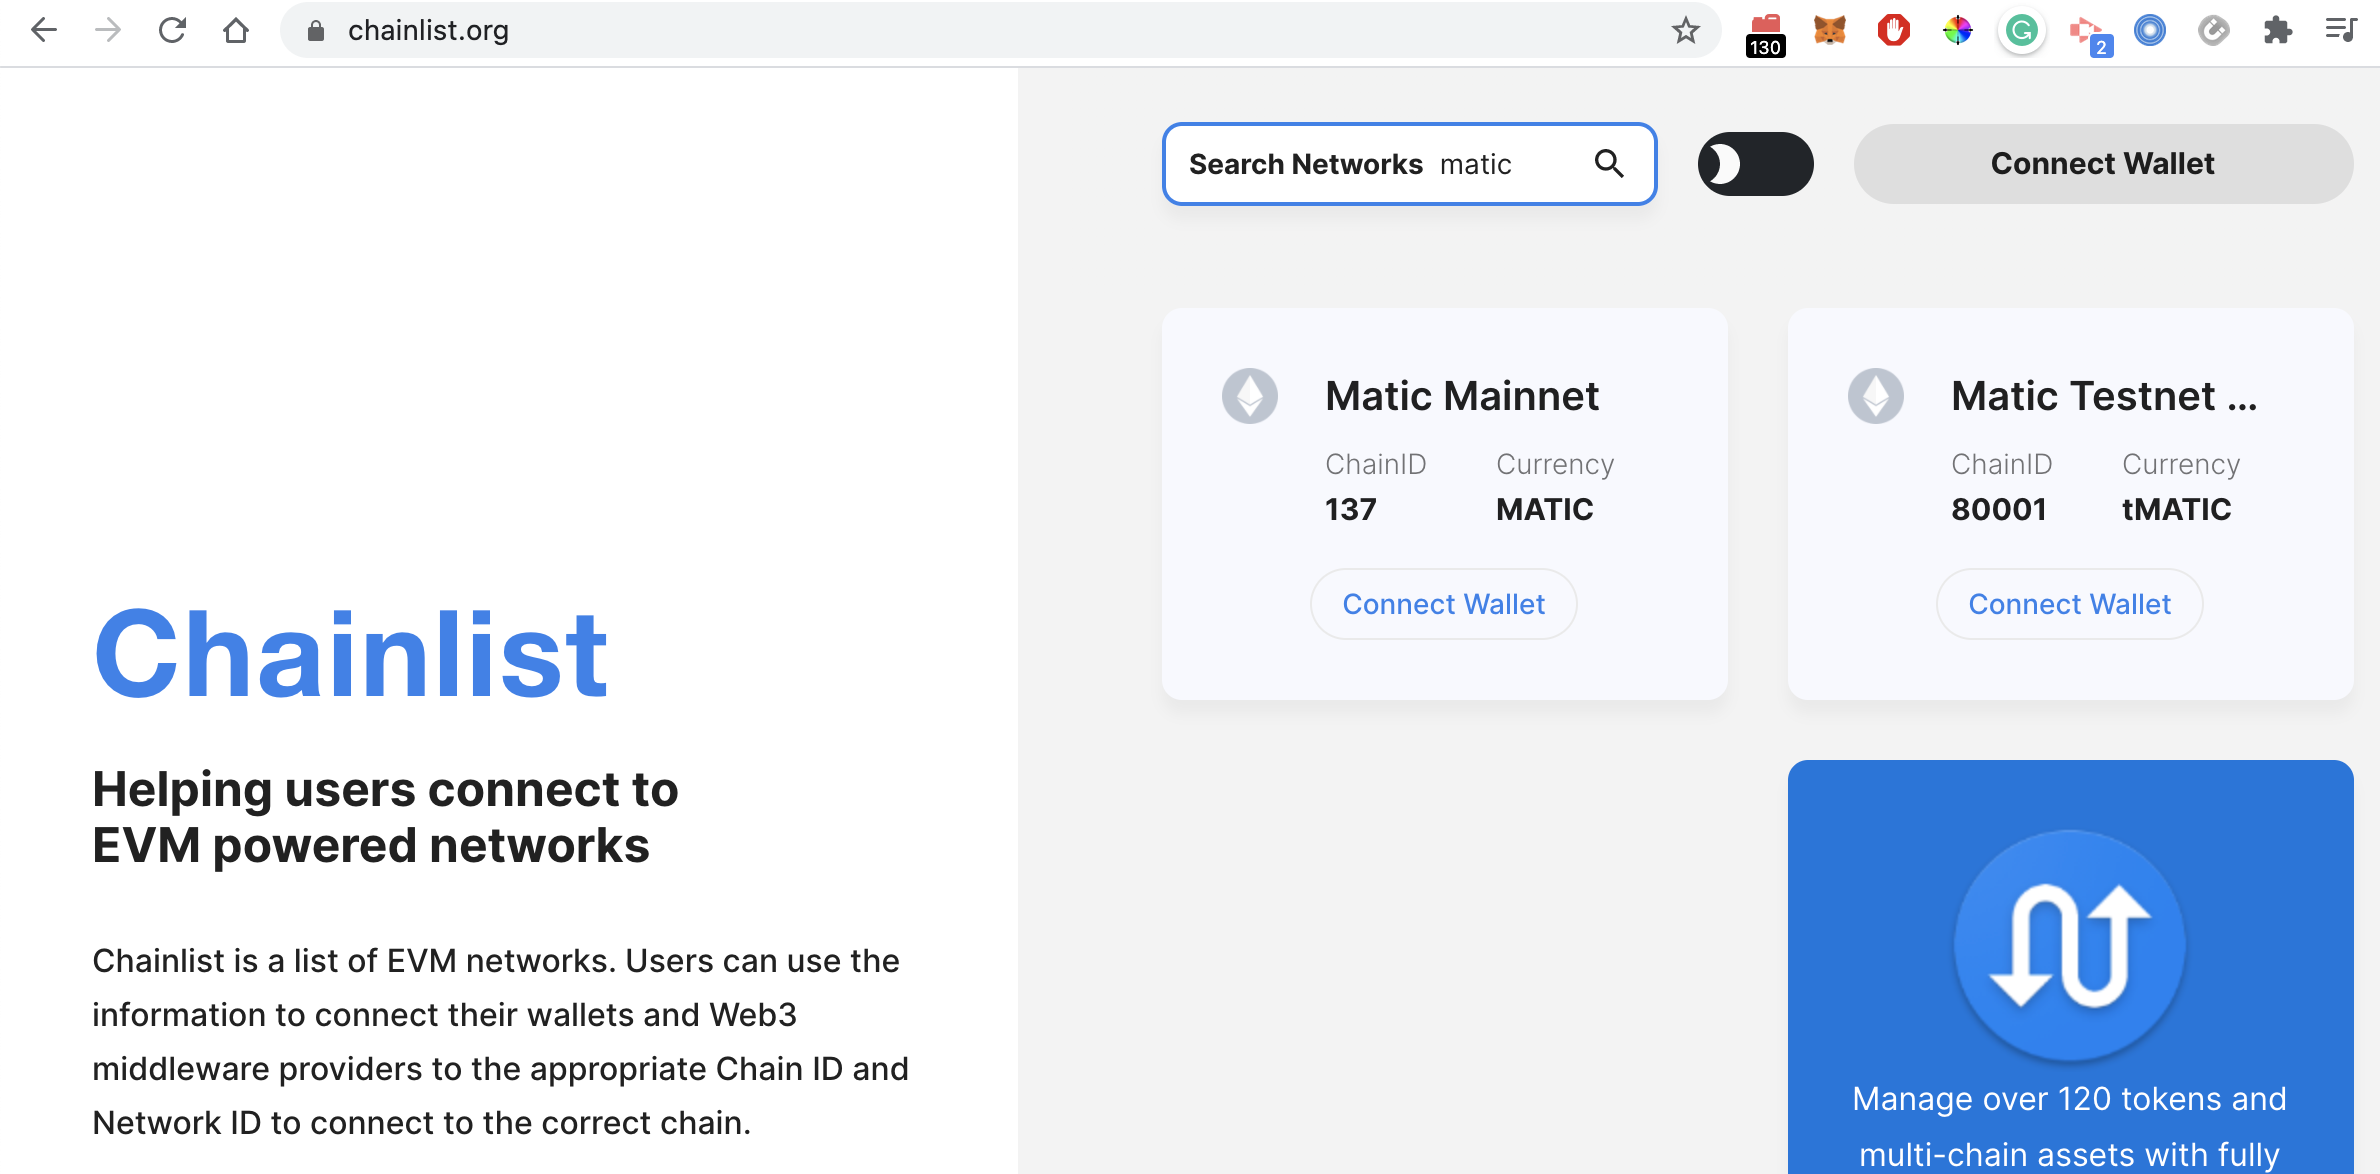 chainlist.org
130
2
Search Networks matic
Connect Wallet
Matic Mainnet
ChainID Currency
137 MATIC
Connect Wallet
Matic Testnet ...
ChainID Currency
80001 tMATIC
Connect Wallet
Chainlist
Helping users connect to
EVM powered networks
Chainlist is a list of EVM networks. Users can use the
information to connect their wallets and Web3
middleware providers to the appropriate Chain ID and
Network ID to connect to the correct chain.
Manage over 120 tokens and
multi-chain assets with fully